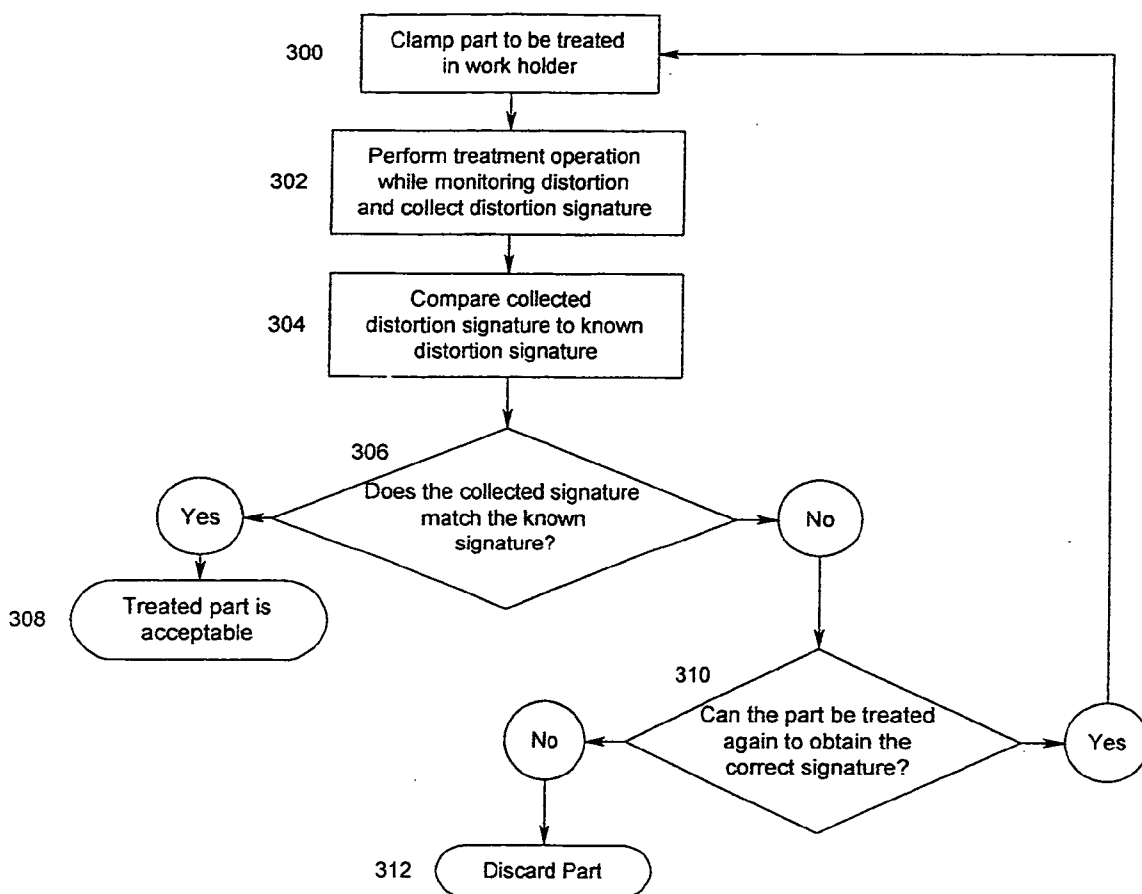 300
Clamp part to be treated
in work holder
302
Perform treatment operation
while monitoring distortion
and collect distortion signature
304
Compare collected
distortion signature to known
distortion signature
306
Does the collected signature
match the known
signature?
Yes
No
308
Treated part is
acceptable
310
Can the part be treated
again to obtain the
correct signature?
No
Yes
312
Discard Part